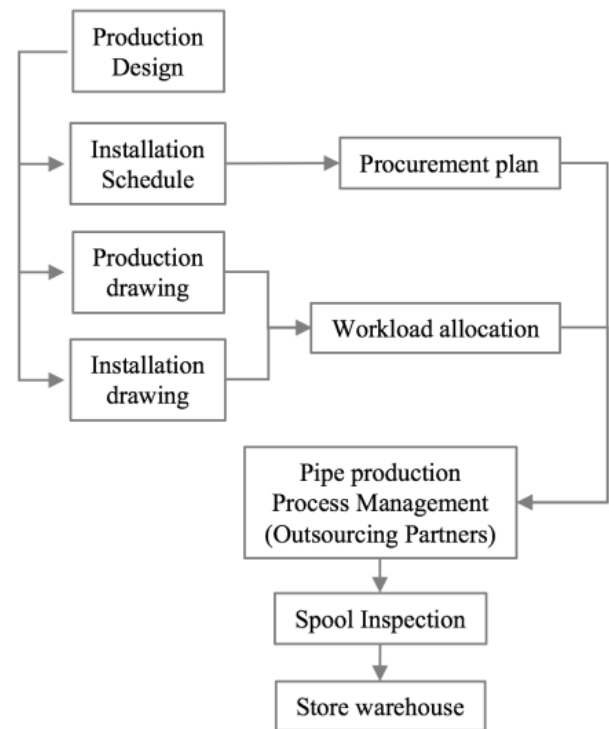 Production
Design
Installation
Schedule
Procurement plan
Production
drawing
Workload allocation
Installation
drawing
Pipe production
Process Management
(Outsourcing Partners)
Spool Inspection
Store warehouse